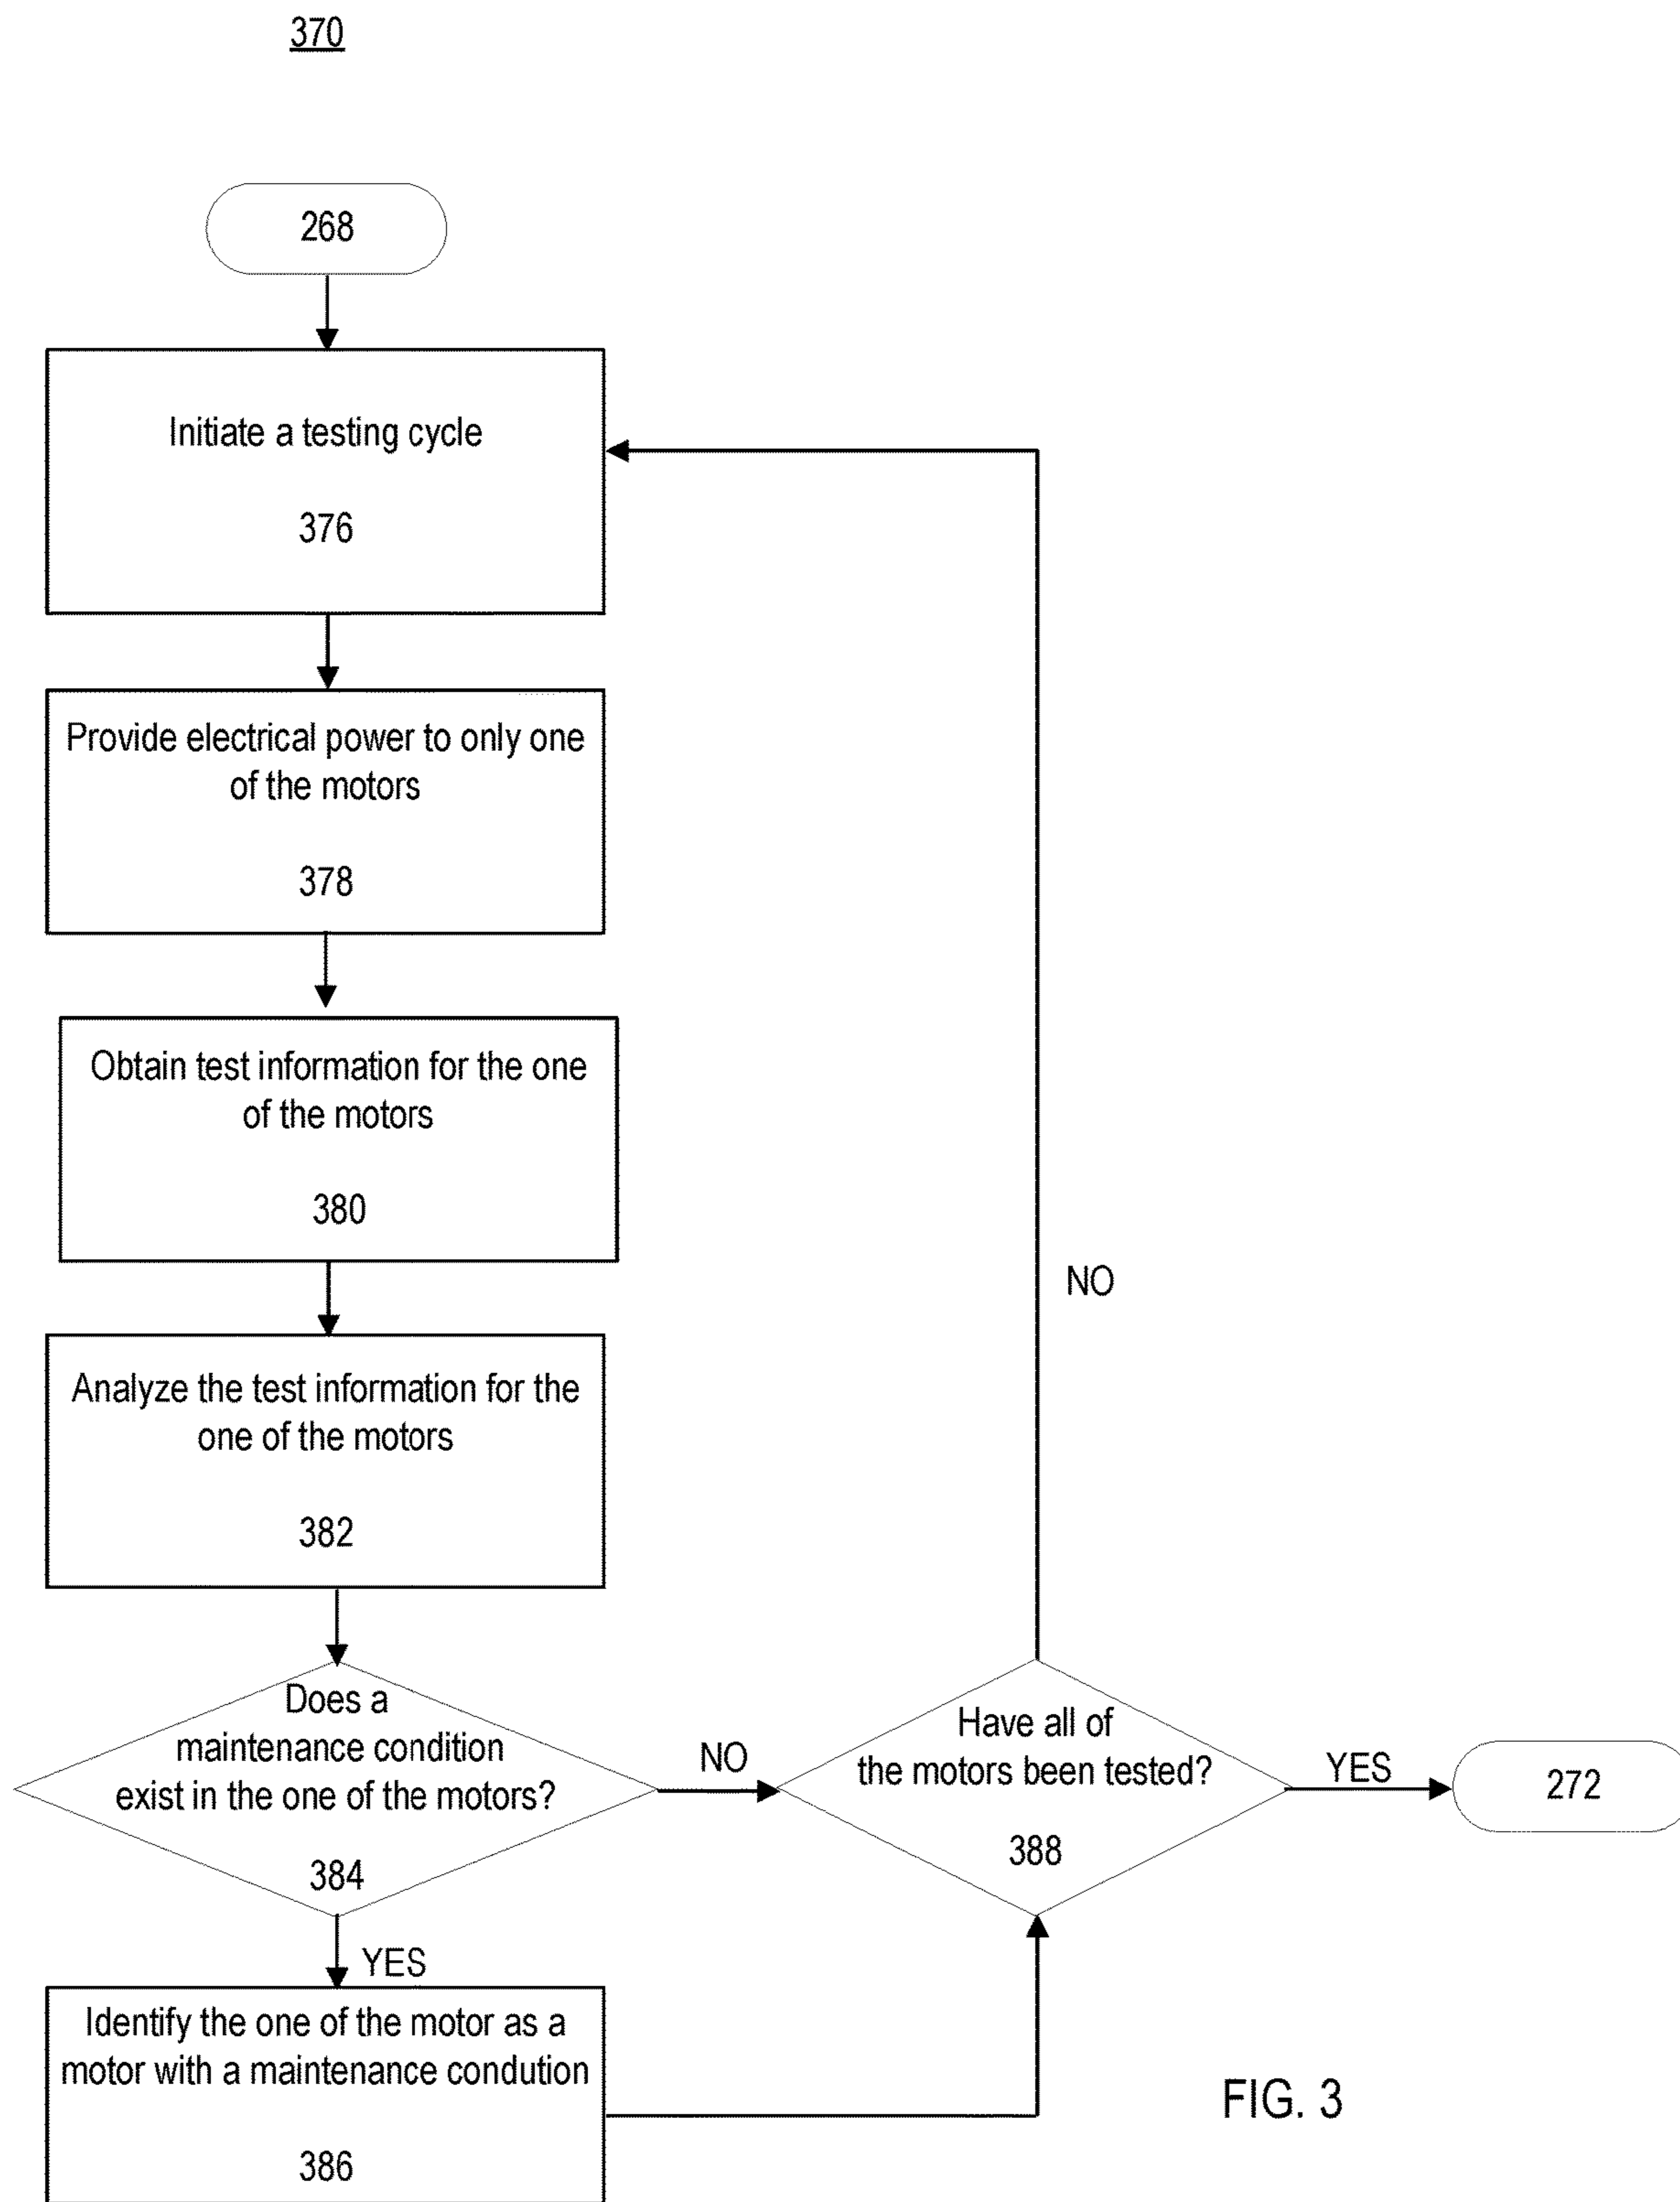 370
268
Initiate a testing cycle
376
Provide electrical power to only one
of the motors
378
Obtain test information for the one
of the motors
380
Analyze the test information for the
one of the motors
382
Does a
maintenance condition
exist in the one of the motors?
384
NO
YES
Identify the one of the motor as a
motor with a maintenance condution
386
Have all of
the motors been tested?
388
NO
YES
272
FIG. 3